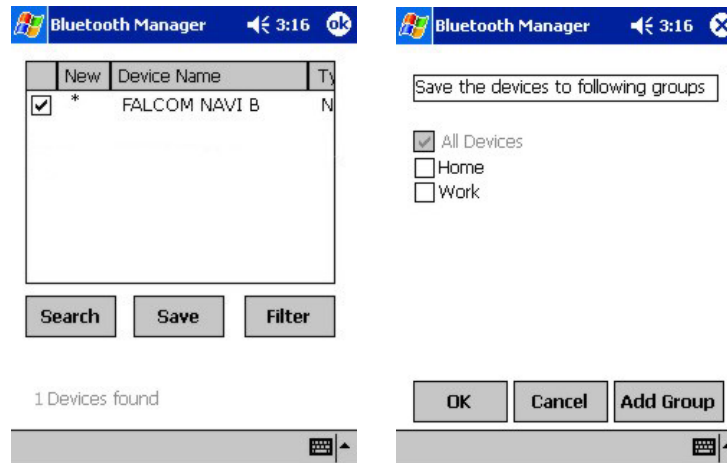 Bluetooth Manager 3:16 ok
New Device Name Ty
* FALCOM NAVI B N
Search Save Filter
1 Devices found
Bluetooth Manager 3:16
Save the devices to following groups
All Devices
Home
Work
OK Cancel Add Group